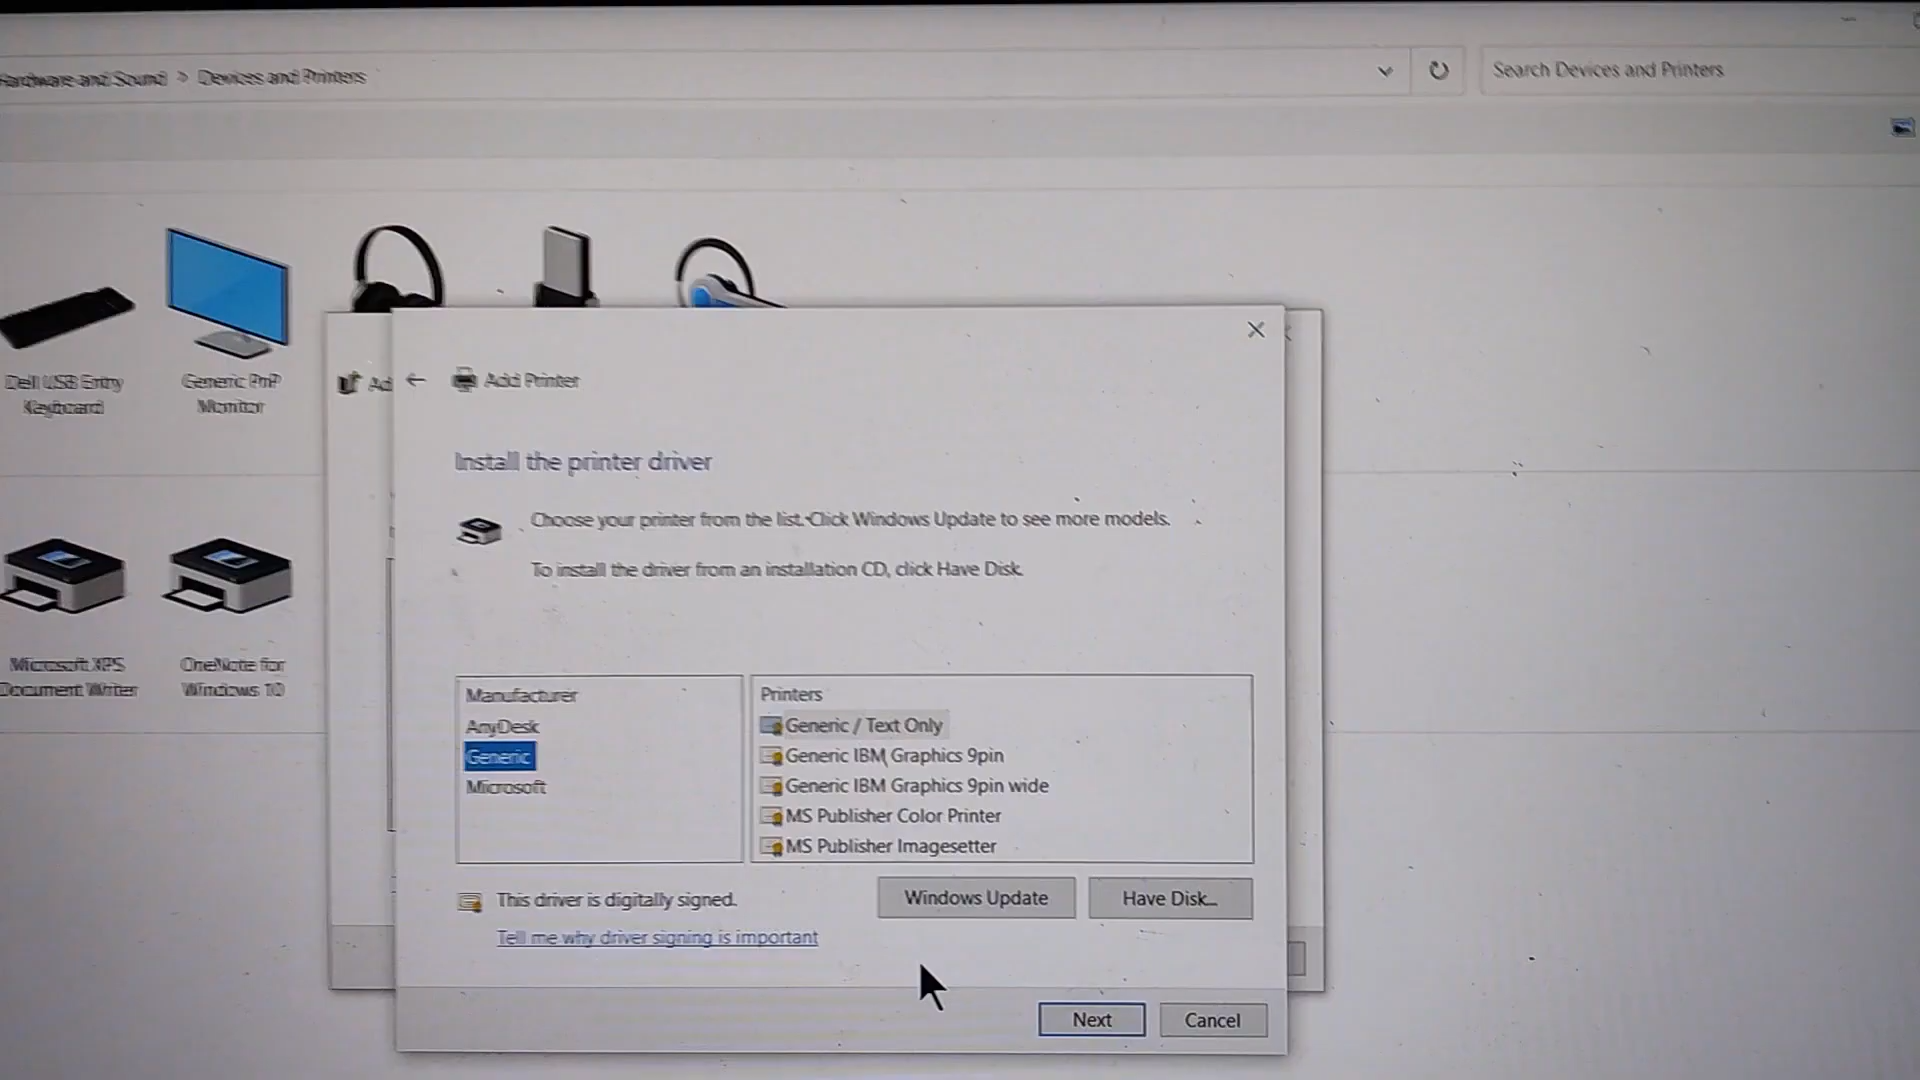 Hardware and Sound > Devices and Printers
Search Devices and Printers
Dell USB Entry
Keyboard
Generic PnP
Monitor
Ad
Add Printer
Install the printer driver
Choose your printer from the list. Click Windows Update to see more models.
To install the driver from an installation CD, click Have Disk.
Microsoft XPS
Document Writer
OneNote for
Windows 10
Manufacturer
AnyDesk
Generic
Microsoft
Printers
Generic / Text Only
Generic IBM Graphics 9pin
Generic IBM Graphics 9pin wide
MS Publisher Color Printer
MS Publisher Imagesetter
This driver is digitally signed.
Tell me why driver signing is important
Windows Update
Have Disk...
Next
Cancel